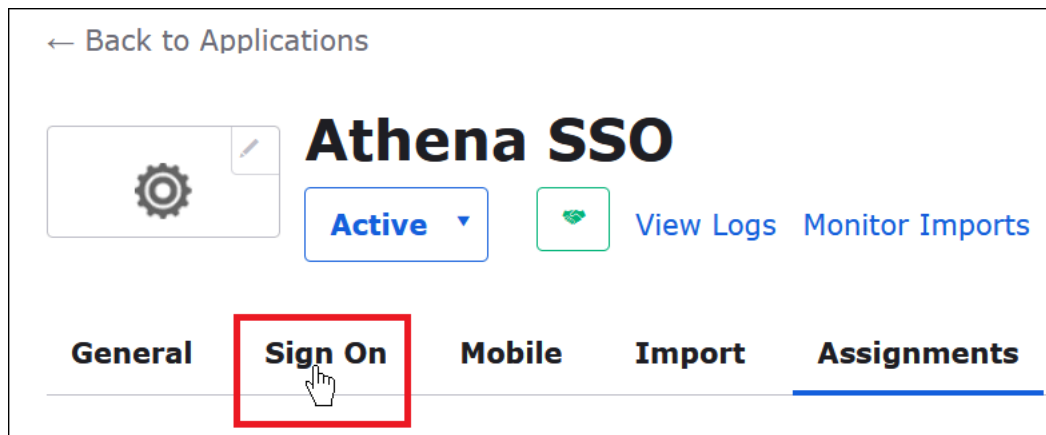 ← Back to Applications
Athena SSO
Active View Logs Monitor Imports
General Sign On Mobile Import Assignments